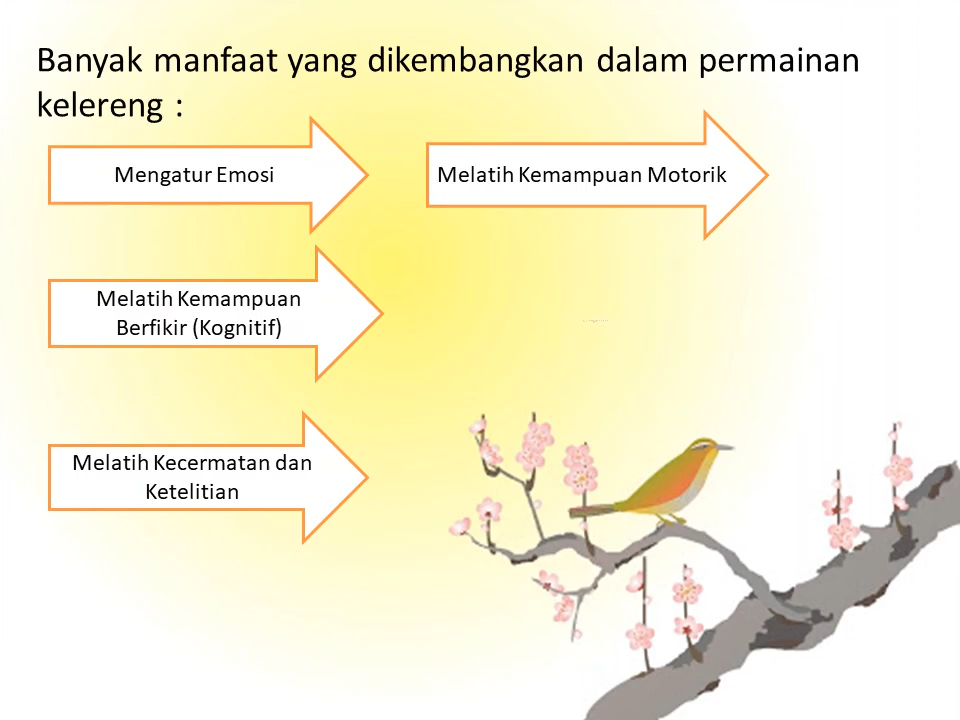 Banyak manfaat yang dikembangkan dalam permainan
kelereng :
Mengatur Emosi
Melatih Kemampuan Motorik
Melatih Kemampuan
Berfikir (Kognitif)
Melatih Kecermatan dan
Ketelitian